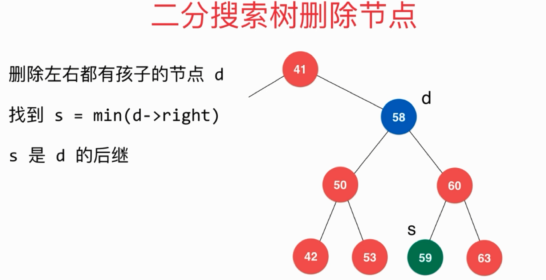 二分搜索树删除节点
删除左右都有孩子的节点 d
找到 s = min(d->right)
s 是 d 的后继
41
d
58
50
60
s
42
53
59
63